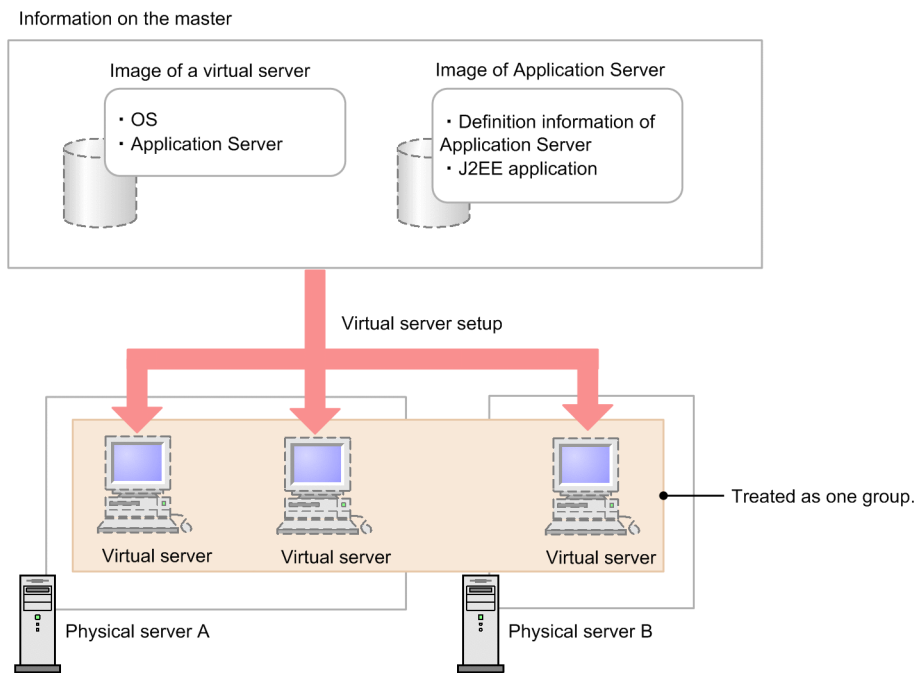 Information on the master
Image of a virtual server
Image of Application Server
・OS
・Application Server
・Definition information of
Application Server
・J2EE application
Virtual server setup
Treated as one group.
Virtual server
Virtual server
Virtual server
Physical server A
Physical server B